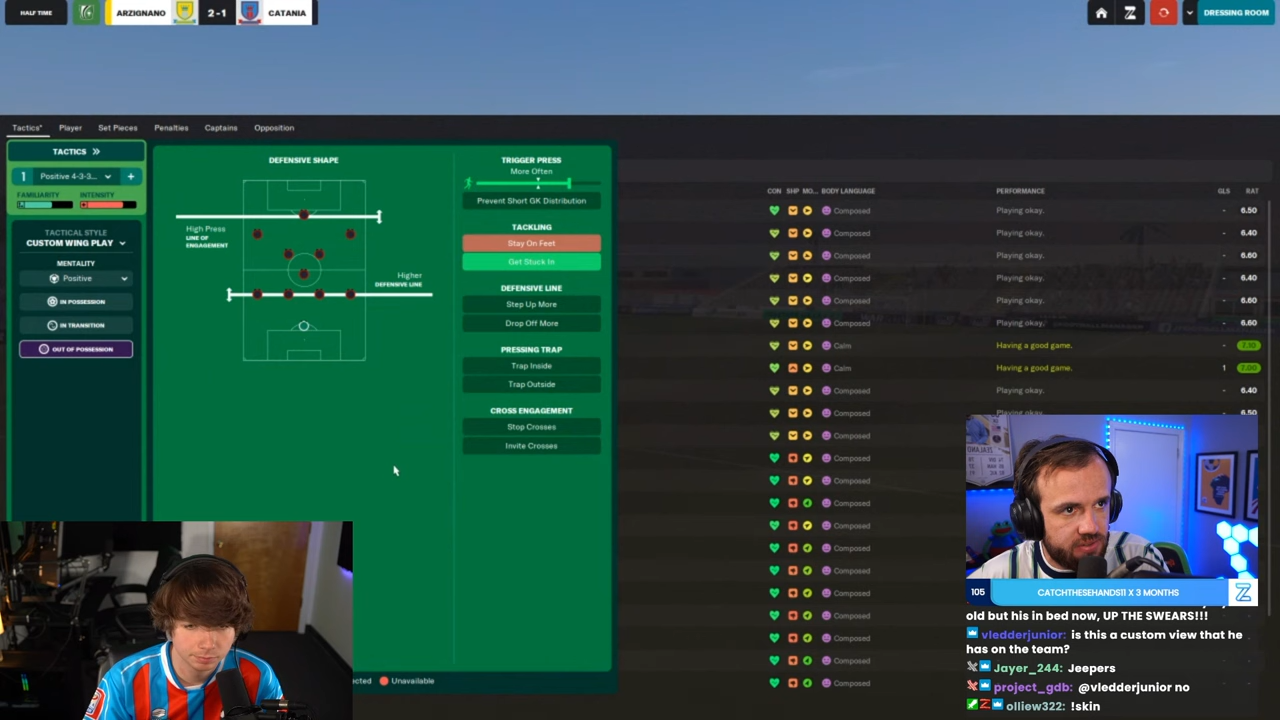 HALF TIME
ARZIGNANO
2 - 1
CATANIA
DRESSING ROOM
Tactics*
Player
Set Pieces
Penalties
Captains
Opposition
TACTICS
1 Positive 4-3-3...
FAMILIARITY
INTENSITY
TACTICAL STYLE
CUSTOM WING PLAY
MENTALITY
Positive
IN POSSESSION
IN TRANSITION
OUT OF POSSESSION
DEFENSIVE SHAPE
High Press
LINE OF
ENGAGEMENT
Higher
DEFENSIVE LINE
TRIGGER PRESS
More Often
Prevent Short GK Distribution
TACKLING
Stay On Feet
Get Stuck In
DEFENSIVE LINE
Step Up More
Drop Off More
PRESSING TRAP
Trap Inside
Trap Outside
CROSS ENGAGEMENT
Stop Crosses
Invite Crosses
Unavailable
CON SHP MO... BODY LANGUAGE PERFORMANCE GLS RAT
Composed Playing okay. - 6.50
Composed Playing okay. - 6.40
Composed Playing okay. - 6.60
Composed Playing okay. - 6.40
Composed Playing okay. - 6.60
Composed Playing okay. - 6.60
Calm Having a good game. - 7.10
Calm Having a good game. 1 7.00
Composed Playing okay. - 6.40
Composed Playing okay. - 6.50
Composed
Composed
Composed
Composed
Composed
Composed
Composed
Composed
Composed
Composed
Composed
Composed
105 CATCHTHESEHANDS11 X 3 MONTHS
old but his in bed now, UP THE SWEARS!!!
vledderjunior: is this a custom view that he
has on the team?
Jayer_244: Jeepers
project_gdb: @vledderjunior no
olliew322: !skin